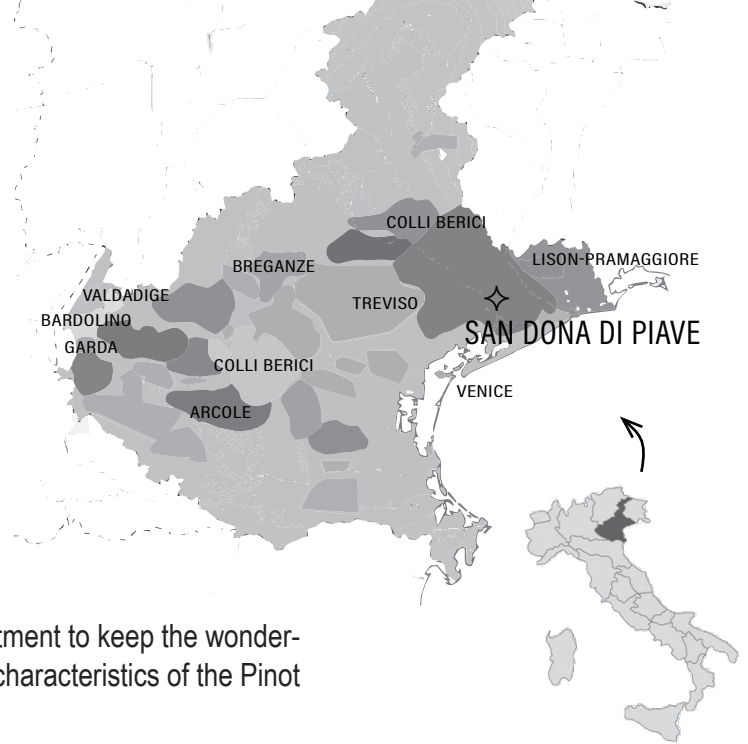 COLLI BERICI
BREGANZE
LISON-PRAMAGGIORE
VALDADIGE
TREVISO
BARDOLINO
SAN DONA DI PIAVE
GARDA
COLLI BERICI
VENICE
ARCOLE
tment to keep the wonder-
characteristics of the Pinot